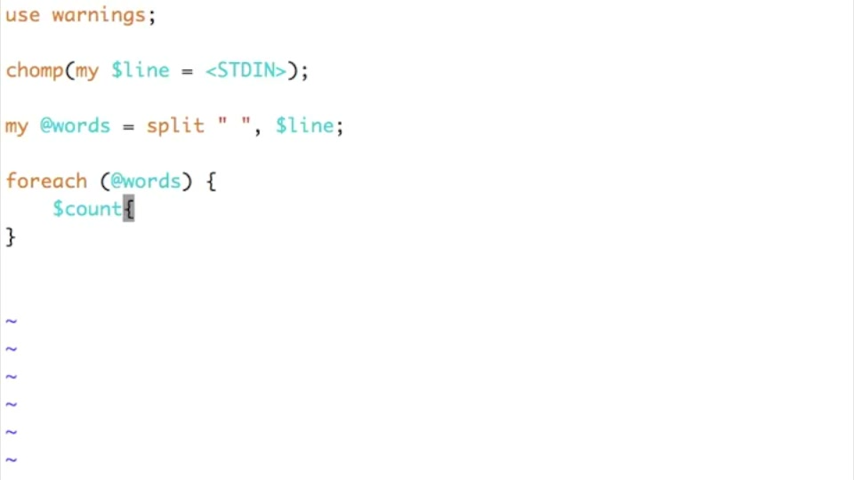 use warnings;
chomp(my $line = <STDIN>);
my @words = split " ", $line;
foreach (@words) {
    $count{
}
~
~
~
~
~
~